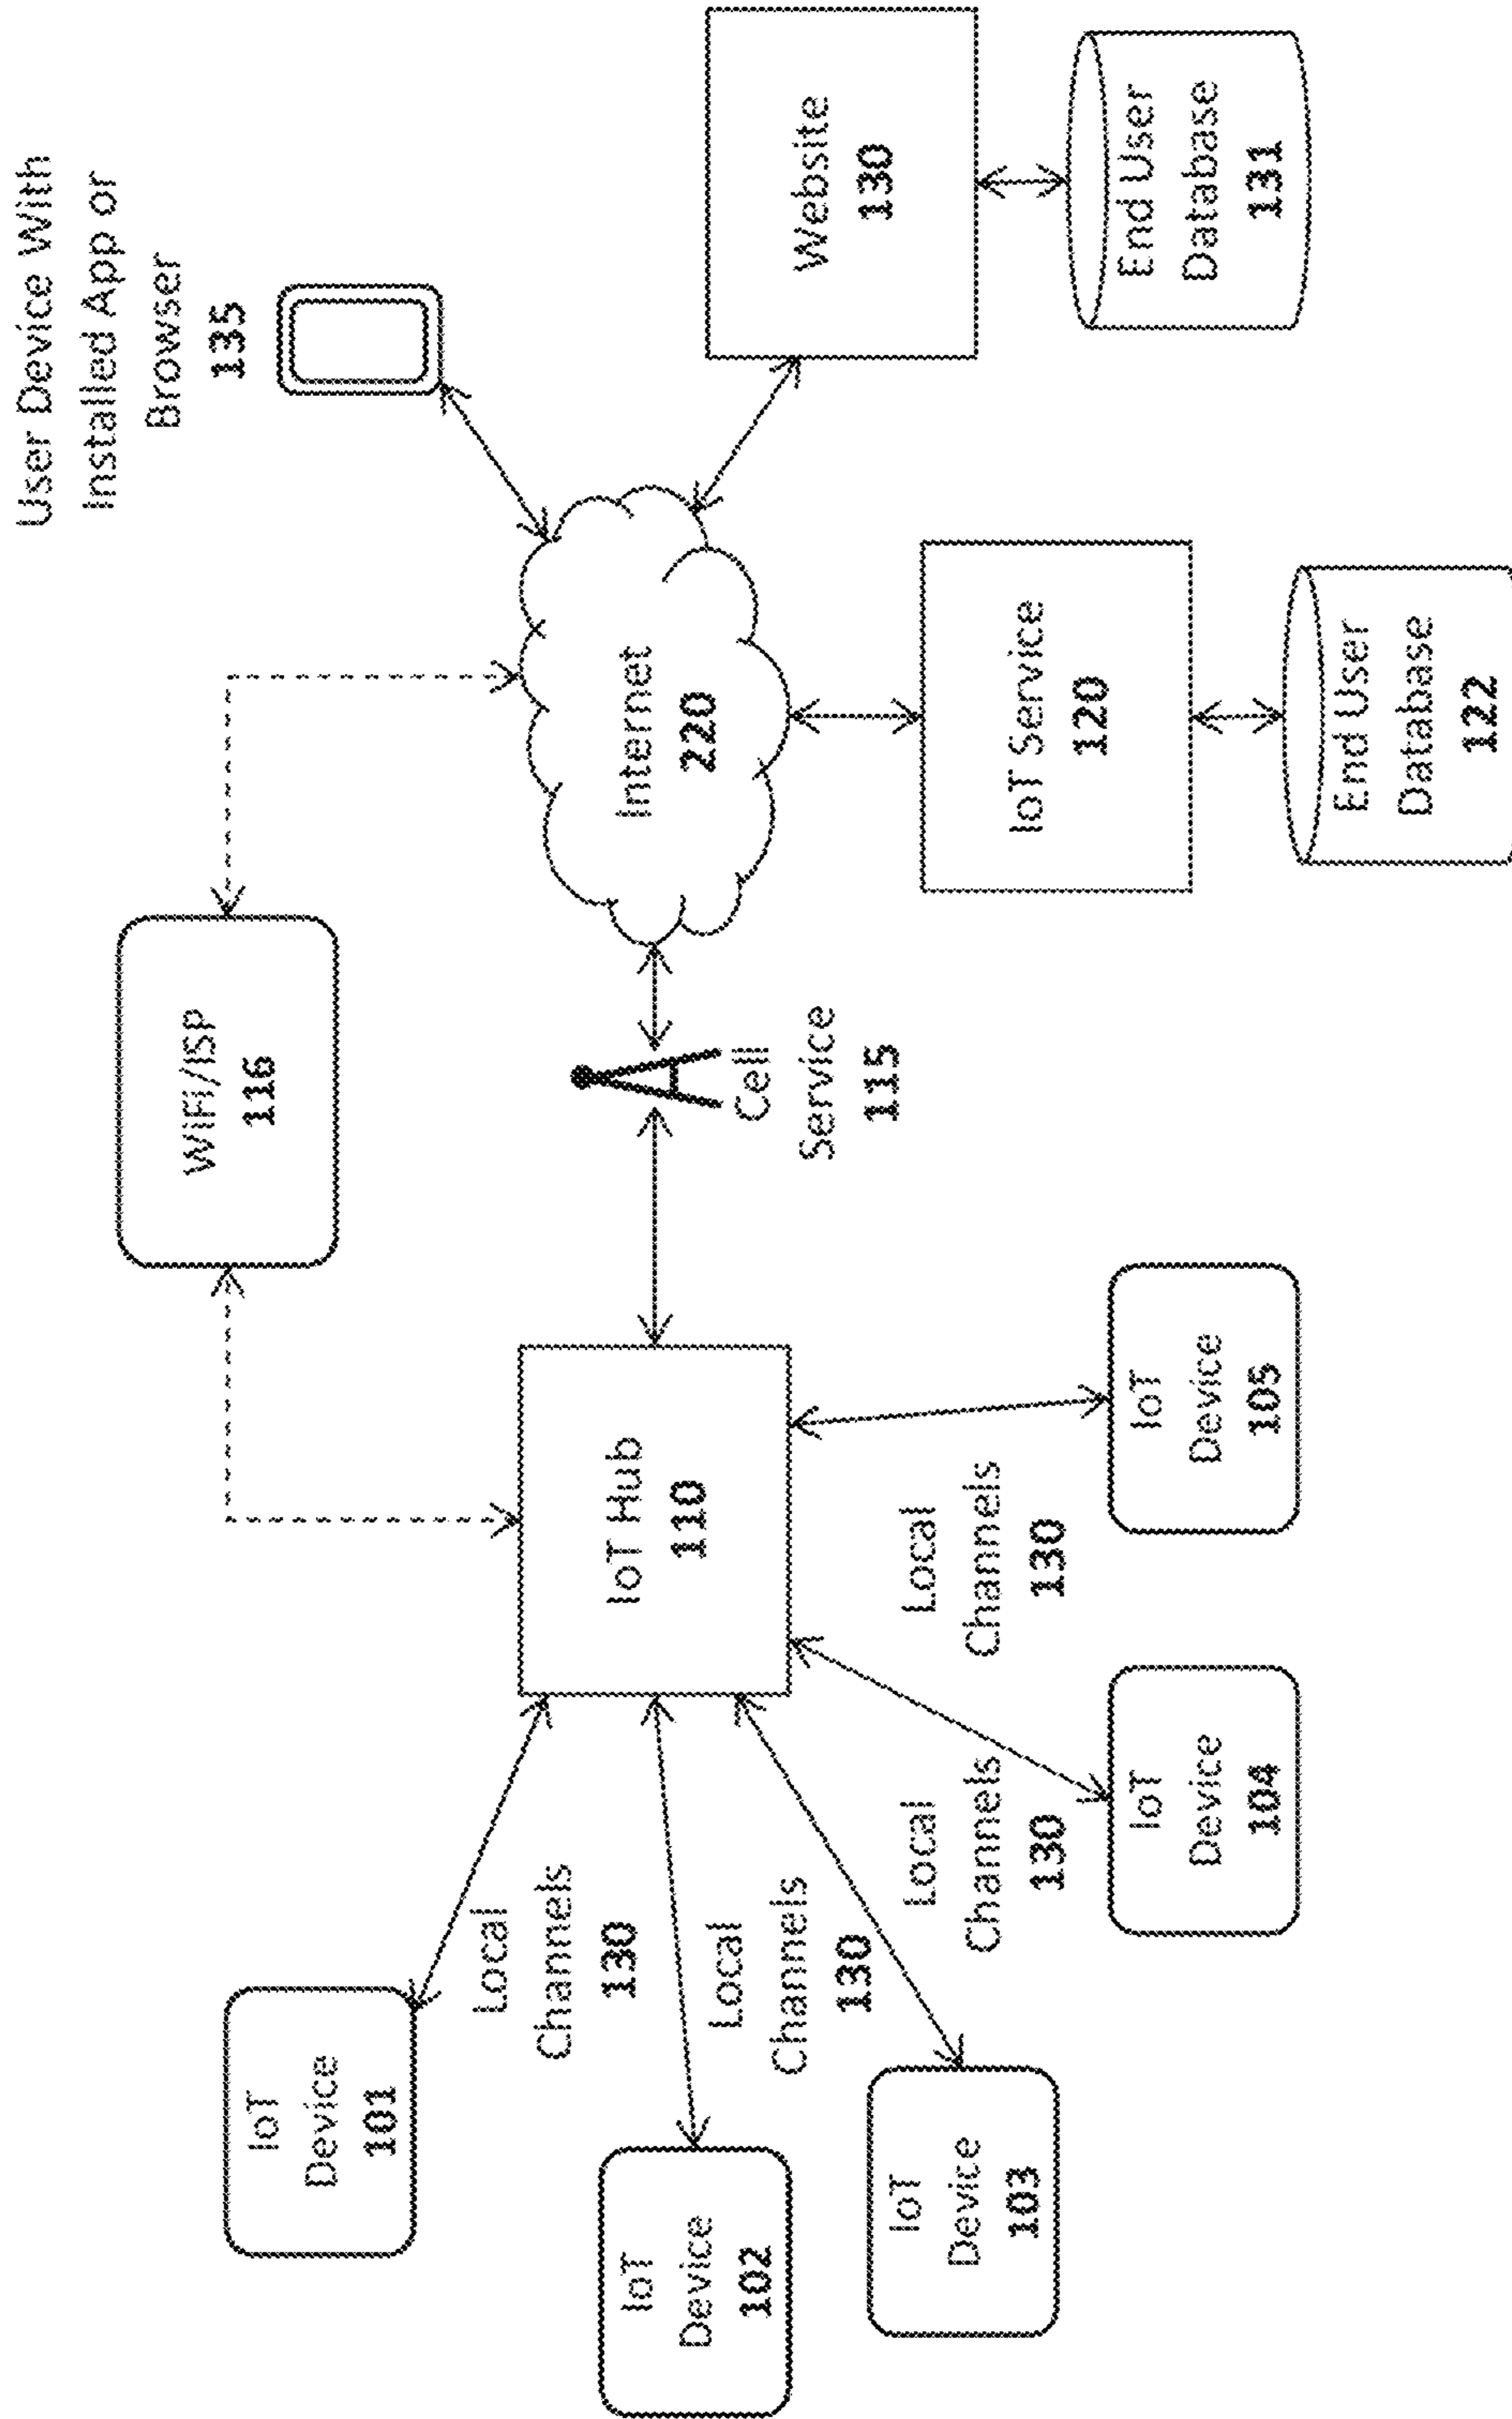 User Device With
Installed App or
Browser
135
WiFi/ISP
116
IoT
Device
101
Local
Channels
130
IoT Hub
110
Cell
Service
115
Internet
220
Website
130
End User
Database
131
IoT
Device
102
Local
Channels
130
IoT
Device
103
Local
Channels
130
Local
Channels
130
IoT
Device
104
IoT
Device
105
IoT Service
120
End User
Database
122